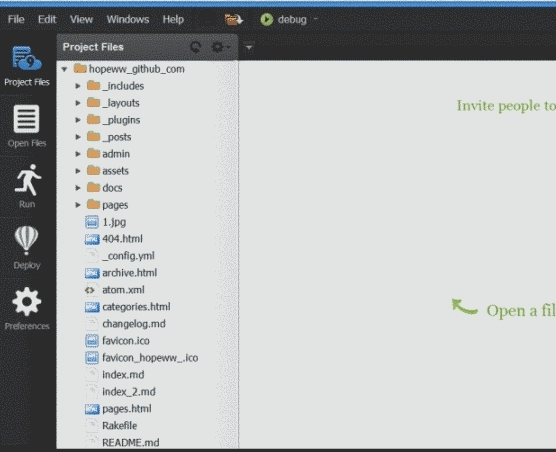 File Edit View Windows Help debug
Project Files
hopeww_github_com
_includes
_layouts
_plugins
_posts
admin
assets
docs
pages
1.jpg
404.html
_config.yml
archive.html
atom.xml
categories.html
changelog.md
favicon.ico
favicon_hopeww_.ico
index.md
index_2.md
pages.html
Rakefile
README.md
Project Files
Open Files
Run
Deploy
Preferences
Invite people to
Open a fil